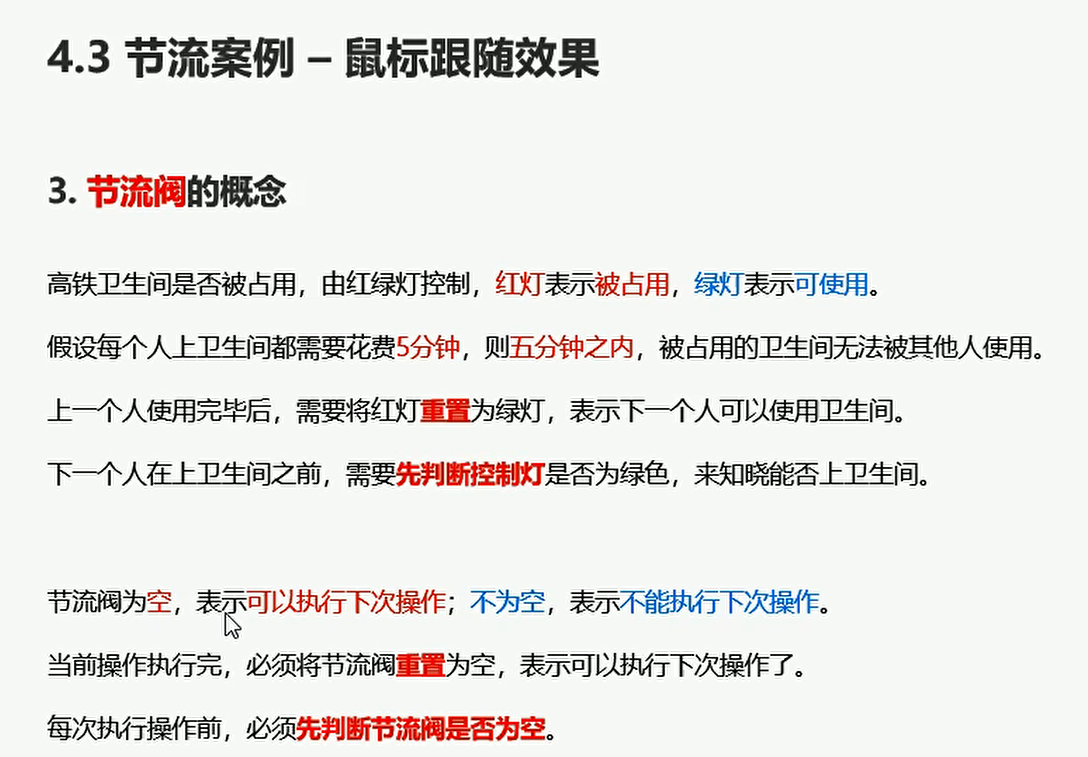 4.3 节流案例 – 鼠标跟随效果
3. 节流阀的概念
高铁卫生间是否被占用，由红绿灯控制，红灯表示被占用，绿灯表示可使用。
假设每个人上卫生间都需要花费5分钟，则五分钟之内，被占用的卫生间无法被其他人使用。
上一个人使用完毕后，需要将红灯重置为绿灯，表示下一个人可以使用卫生间。
下一个人在上卫生间之前，需要先判断控制灯是否为绿色，来知晓能否上卫生间。
节流阀为空，表示可以执行下次操作；不为空，表示不能执行下次操作。
当前操作执行完，必须将节流阀重置为空，表示可以执行下次操作了。
每次执行操作前，必须先判断节流阀是否为空。